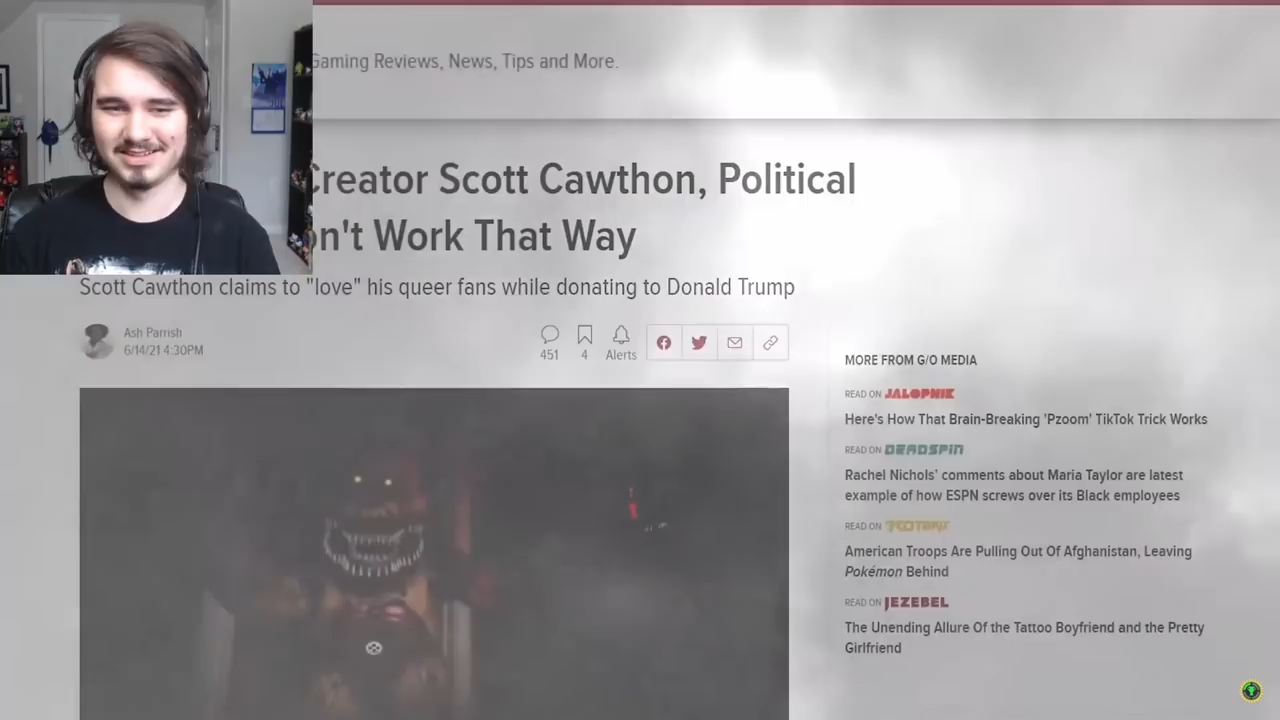 Gaming Reviews, News, Tips and More.
Creator Scott Cawthon, Political
n't Work That Way
Scott Cawthon claims to "love" his queer fans while donating to Donald Trump
Ash Parrish
6/14/21 4:30PM
451
4
Alerts
MORE FROM G/O MEDIA
READ ON JALOPNIK
Here's How That Brain-Breaking 'Pzoom' TikTok Trick Works
READ ON DEADSPIN
Rachel Nichols' comments about Maria Taylor are latest
example of how ESPN screws over its Black employees
READ ON
American Troops Are Pulling Out Of Afghanistan, Leaving
Pokémon Behind
READ ON JEZEBEL
The Unending Allure Of the Tattoo Boyfriend and the Pretty
Girlfriend